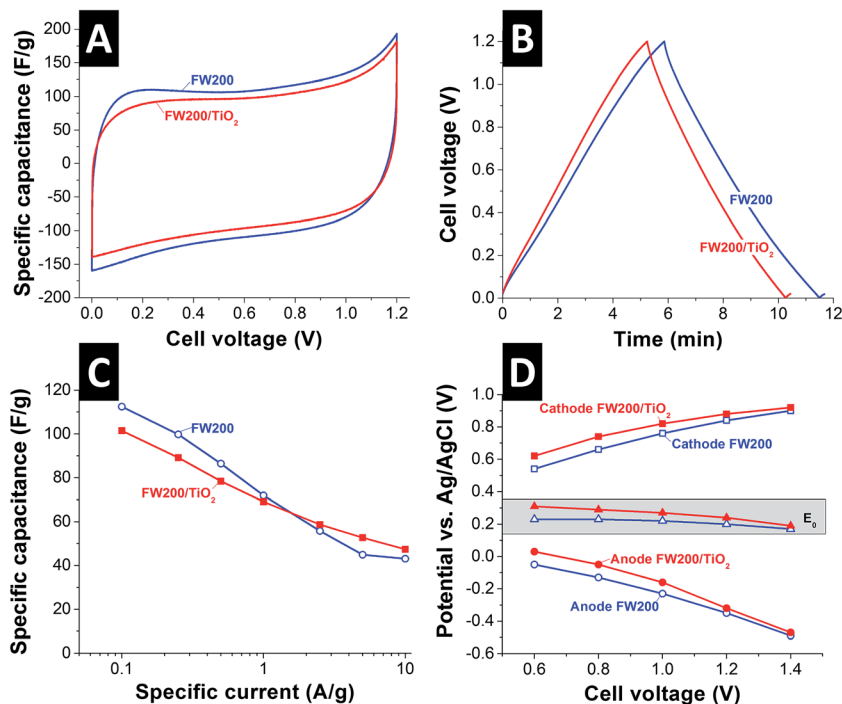 A
Specific capacitance (F/g)
200
150
100
50
0
-50
-100
-150
-200
FW200
FW200/TiO₂
0.0 0.2 0.4 0.6 0.8 1.0 1.2
Cell voltage (V)
B
Cell voltage (V)
1.2
1.0
0.8
0.6
0.4
0.2
0.0
FW200
FW200/TiO₂
0 2 4 6 8 10 12
Time (min)
C
Specific capacitance (F/g)
120
100
80
60
40
20
0
FW200
FW200/TiO₂
0.1 1 10
Specific current (A/g)
D
Potential vs. Ag/AgCl (V)
1.0
0.8
0.6
0.4
0.2
0.0
-0.2
-0.4
-0.6
Cathode FW200/TiO₂
Cathode FW200
E₀
Anode FW200/TiO₂
Anode FW200
0.6 0.8 1.0 1.2 1.4
Cell voltage (V)